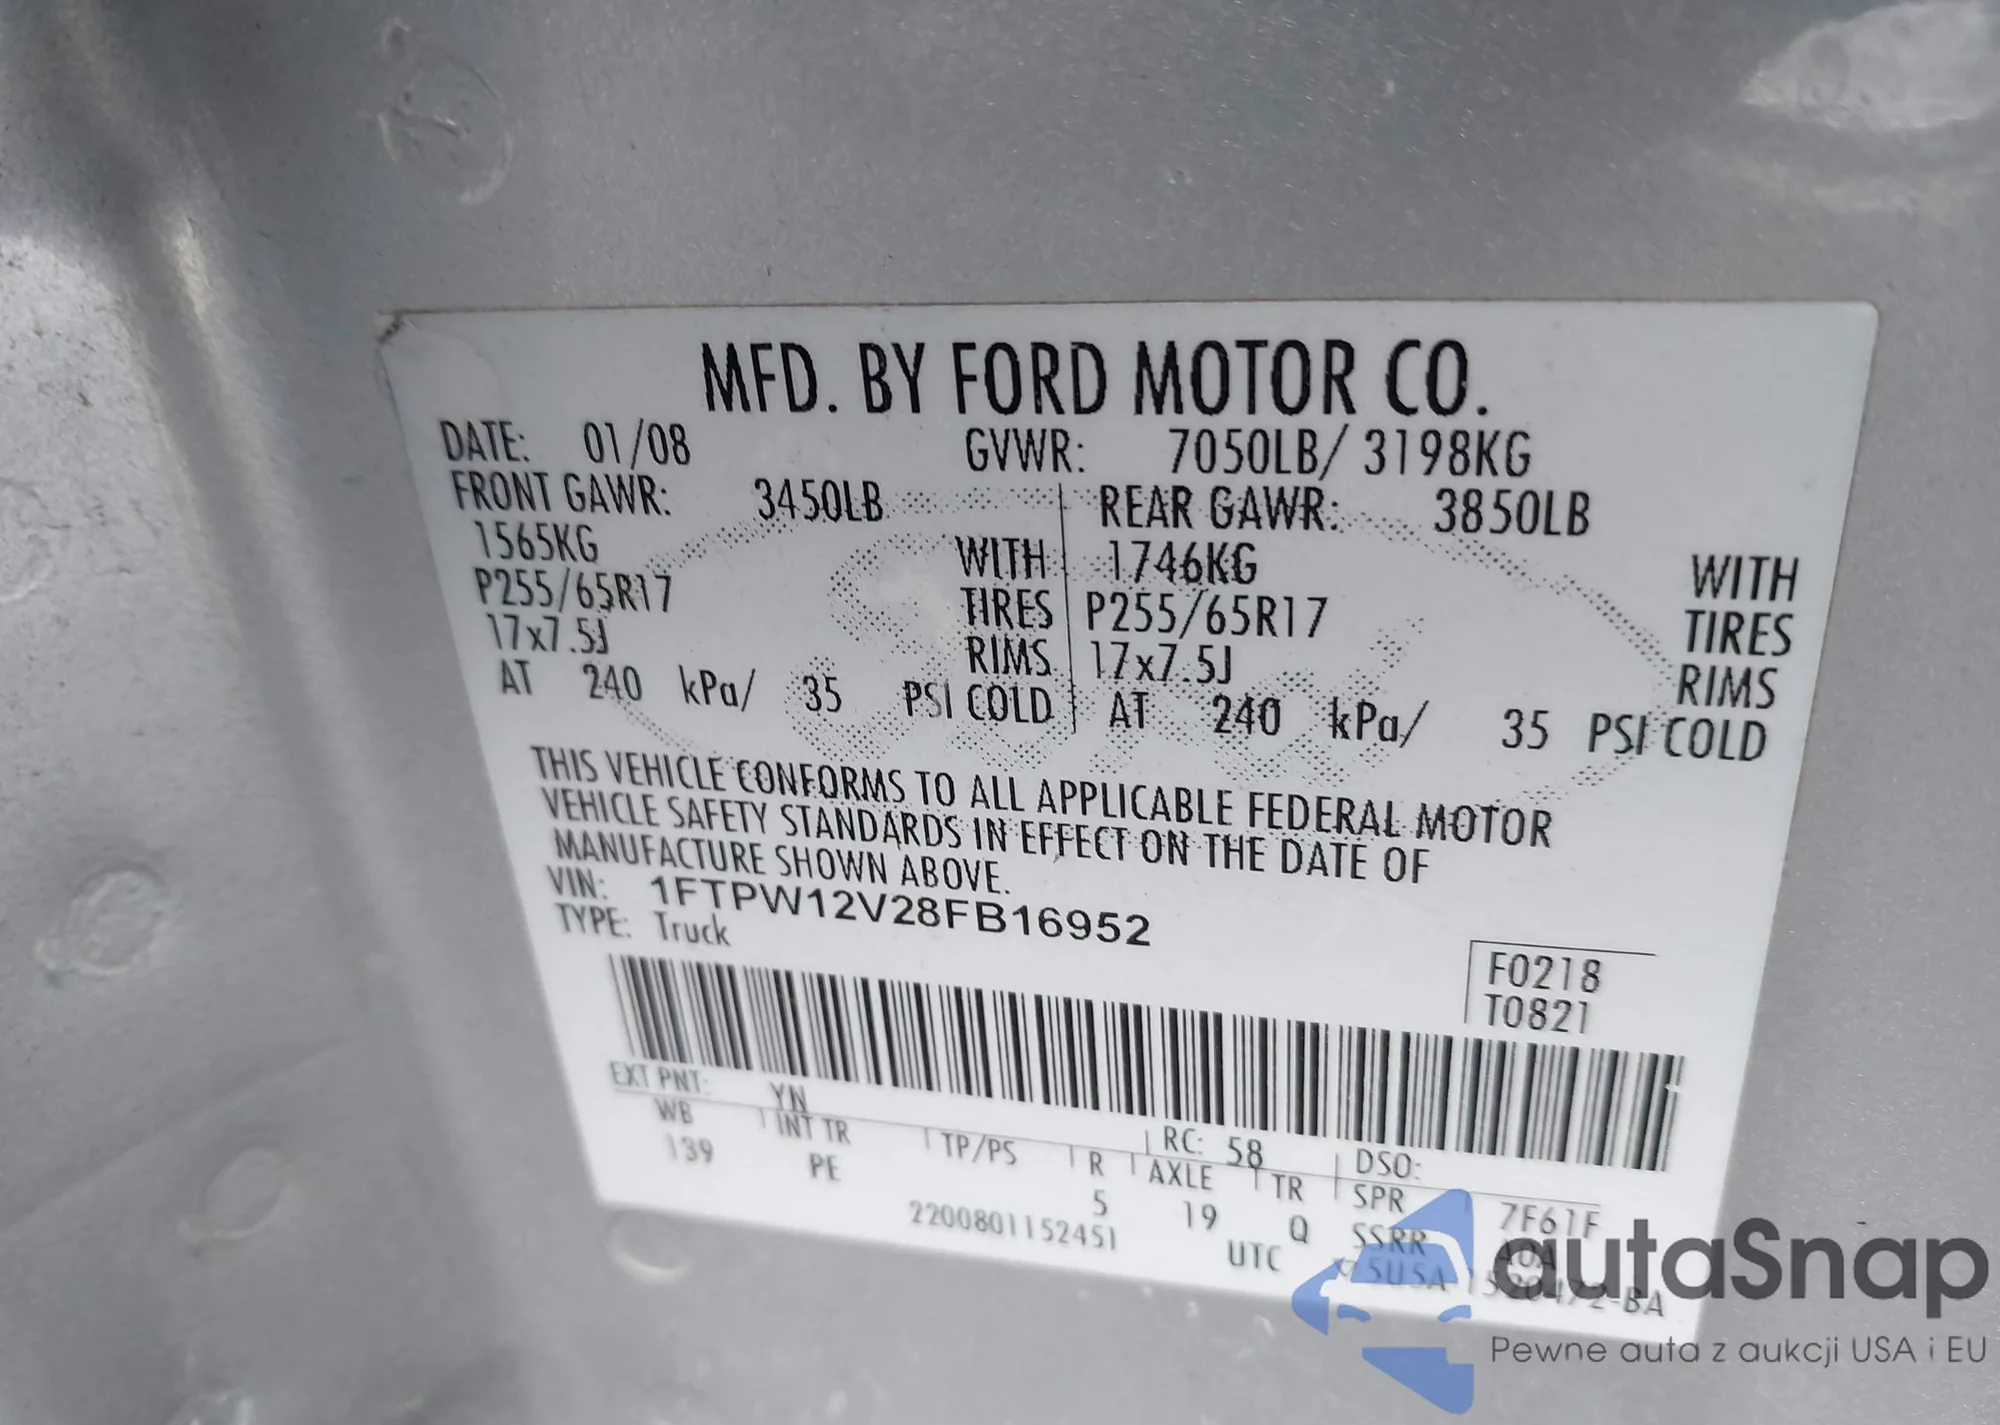 MFD. BY FORD MOTOR CO.
DATE: 01/08 GVWR: 7050LB/ 3198KG
FRONT GAWR: 3450LB REAR GAWR: 3850LB
1565KG WITH 1746KG WITH
P255/65R17 TIRES P255/65R17 TIRES
17x7.5J RIMS 17x7.5J RIMS
AT 240 kPa/ 35 PSI COLD AT 240 kPa/ 35 PSI COLD
THIS VEHICLE CONFORMS TO ALL APPLICABLE FEDERAL MOTOR
VEHICLE SAFETY STANDARDS IN EFFECT ON THE DATE OF
MANUFACTURE SHOWN ABOVE.
VIN: 1FTPW12V28FB16952
TYPE: Truck
F0218
T0821
EXT PNT: YN RC: 58 DSO:
WB INT TR TP/PS R AXLE TR SPR 7F61F
139 PE 5 19 Q SSRR A0A
2200801152451 UTC
autaSnap
Pewne auta z aukcji USA i EU